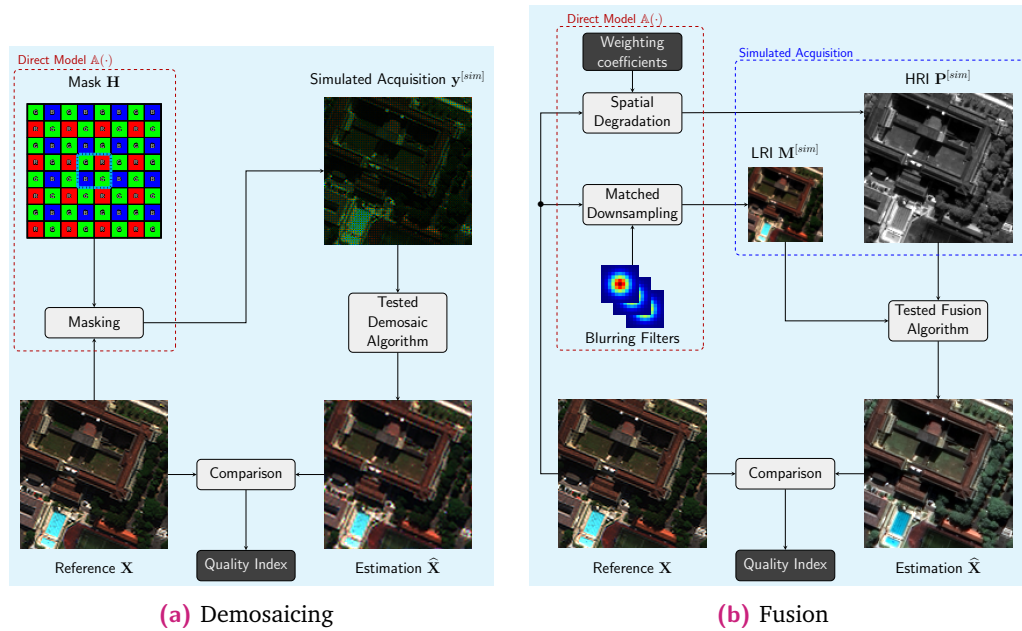 Direct Model 𝔸(·)
Mask H
Simulated Acquisition y^[sim]
Masking
Tested
Demosaic
Algorithm
Comparison
Reference X
Quality Index
Estimation X̂
(a) Demosaicing
Direct Model 𝔸(·)
Weighting
coefficients
Simulated Acquisition
Spatial
Degradation
HRI P^[sim]
LRI M^[sim]
Matched
Downsampling
Blurring Filters
Tested Fusion
Algorithm
Comparison
Reference X
Quality Index
Estimation X̂
(b) Fusion